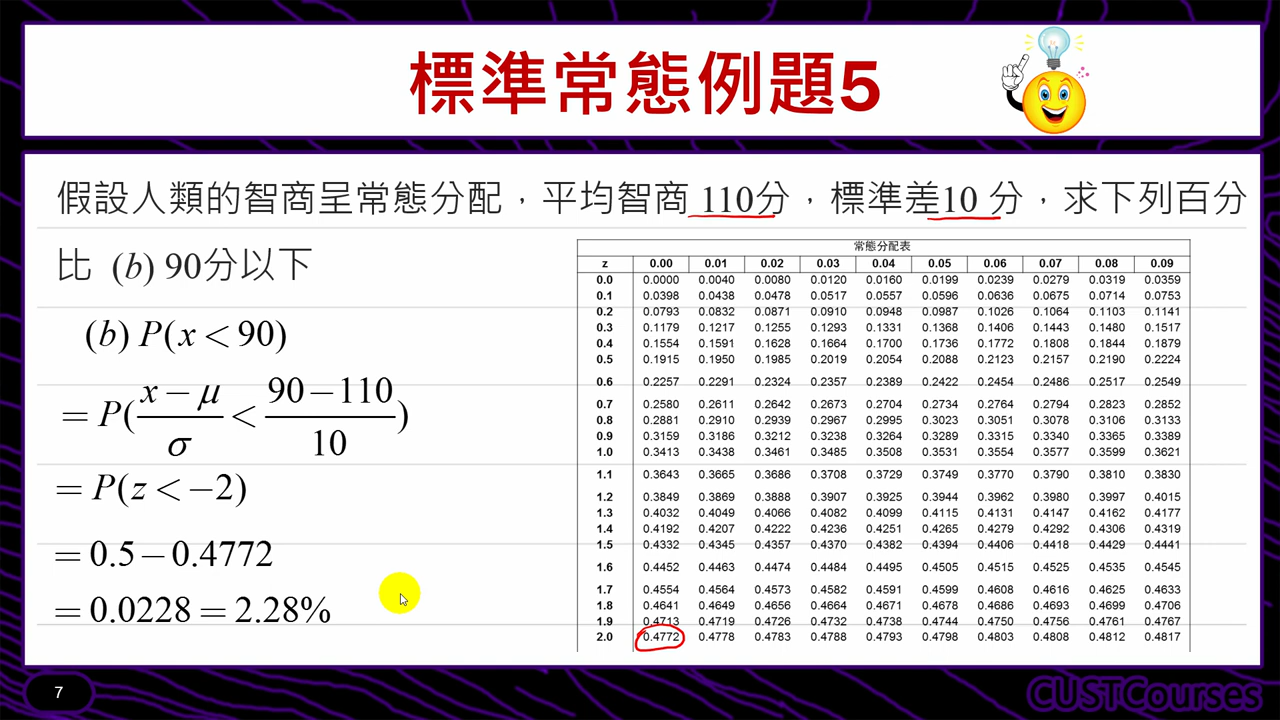 標準常態例題5
假設人類的智商呈常態分配，平均智商 110分，標準差10 分，求下列百分
比 (b) 90分以下
(b) P(x < 90)
= P(\frac{x - μ}{σ} < \frac{90 - 110}{10})
= P(z < -2)
= 0.5 - 0.4772
= 0.0228 = 2.28%
常態分配表
z 0.00 0.01 0.02 0.03 0.04 0.05 0.06 0.07 0.08 0.09
0.0 0.0000 0.0040 0.0080 0.0120 0.0160 0.0199 0.0239 0.0279 0.0319 0.0359
0.1 0.0398 0.0438 0.0478 0.0517 0.0557 0.0596 0.0636 0.0675 0.0714 0.0753
0.2 0.0793 0.0832 0.0871 0.0910 0.0948 0.0987 0.1026 0.1064 0.1103 0.1141
0.3 0.1179 0.1217 0.1255 0.1293 0.1331 0.1368 0.1406 0.1443 0.1480 0.1517
0.4 0.1554 0.1591 0.1628 0.1664 0.1700 0.1736 0.1772 0.1808 0.1844 0.1879
0.5 0.1915 0.1950 0.1985 0.2019 0.2054 0.2088 0.2123 0.2157 0.2190 0.2224
0.6 0.2257 0.2291 0.2324 0.2357 0.2389 0.2422 0.2454 0.2486 0.2517 0.2549
0.7 0.2580 0.2611 0.2642 0.2673 0.2704 0.2734 0.2764 0.2794 0.2823 0.2852
0.8 0.2881 0.2910 0.2939 0.2967 0.2995 0.3023 0.3051 0.3078 0.3106 0.3133
0.9 0.3159 0.3186 0.3212 0.3238 0.3264 0.3289 0.3315 0.3340 0.3365 0.3389
1.0 0.3413 0.3438 0.3461 0.3485 0.3508 0.3531 0.3554 0.3577 0.3599 0.3621
1.1 0.3643 0.3665 0.3686 0.3708 0.3729 0.3749 0.3770 0.3790 0.3810 0.3830
1.2 0.3849 0.3869 0.3888 0.3907 0.3925 0.3944 0.3962 0.3980 0.3997 0.4015
1.3 0.4032 0.4049 0.4066 0.4082 0.4099 0.4115 0.4131 0.4147 0.4162 0.4177
1.4 0.4192 0.4207 0.4222 0.4236 0.4251 0.4265 0.4279 0.4292 0.4306 0.4319
1.5 0.4332 0.4345 0.4357 0.4370 0.4382 0.4394 0.4406 0.4418 0.4429 0.4441
1.6 0.4452 0.4463 0.4474 0.4484 0.4495 0.4505 0.4515 0.4525 0.4535 0.4545
1.7 0.4554 0.4564 0.4573 0.4582 0.4591 0.4599 0.4608 0.4616 0.4625 0.4633
1.8 0.4641 0.4649 0.4656 0.4664 0.4671 0.4678 0.4686 0.4693 0.4699 0.4706
1.9 0.4713 0.4719 0.4726 0.4732 0.4738 0.4744 0.4750 0.4756 0.4761 0.4767
2.0 0.4772 0.4778 0.4783 0.4788 0.4793 0.4798 0.4803 0.4808 0.4812 0.4817
7
CUSTCourses